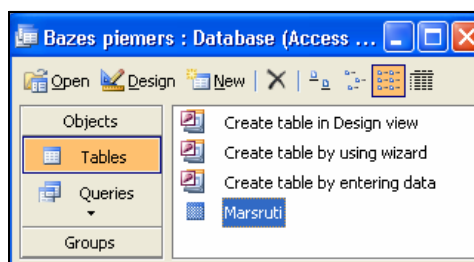 Bazes piemers : Database (Access ...
Open Design New
Objects
Tables
Queries
Groups
Create table in Design view
Create table by using wizard
Create table by entering data
Marsruti